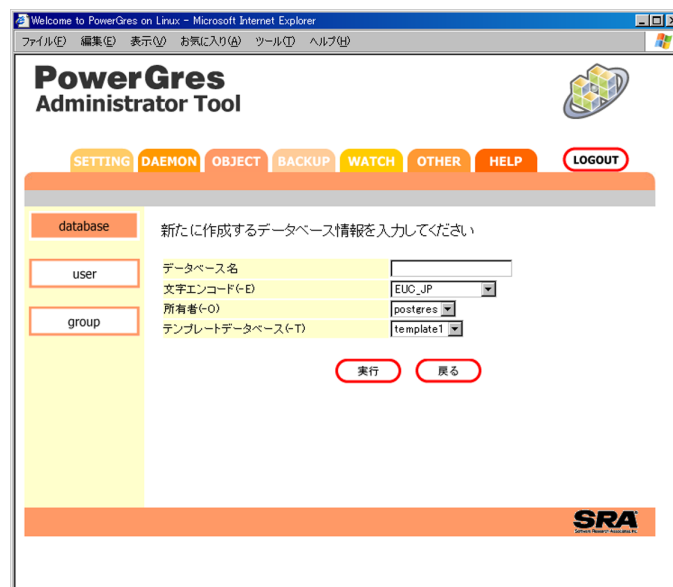 Welcome to PowerGres on Linux - Microsoft Internet Explorer
ファイル(F) 編集(E) 表示(V) お気に入り(A) ツール(T) ヘルプ(H)
PowerGres
Administrator Tool
SETTING DAEMON OBJECT BACKUP WATCH OTHER HELP LOGOUT
database
新たに作成するデータベース情報を入力してください
user
データベース名
文字エンコード(-E) EUC_JP
所有者(-O) postgres
group
テンプレートデータベース(-T) template1
実行 戻る
SRA
Software Research Associates, Inc.